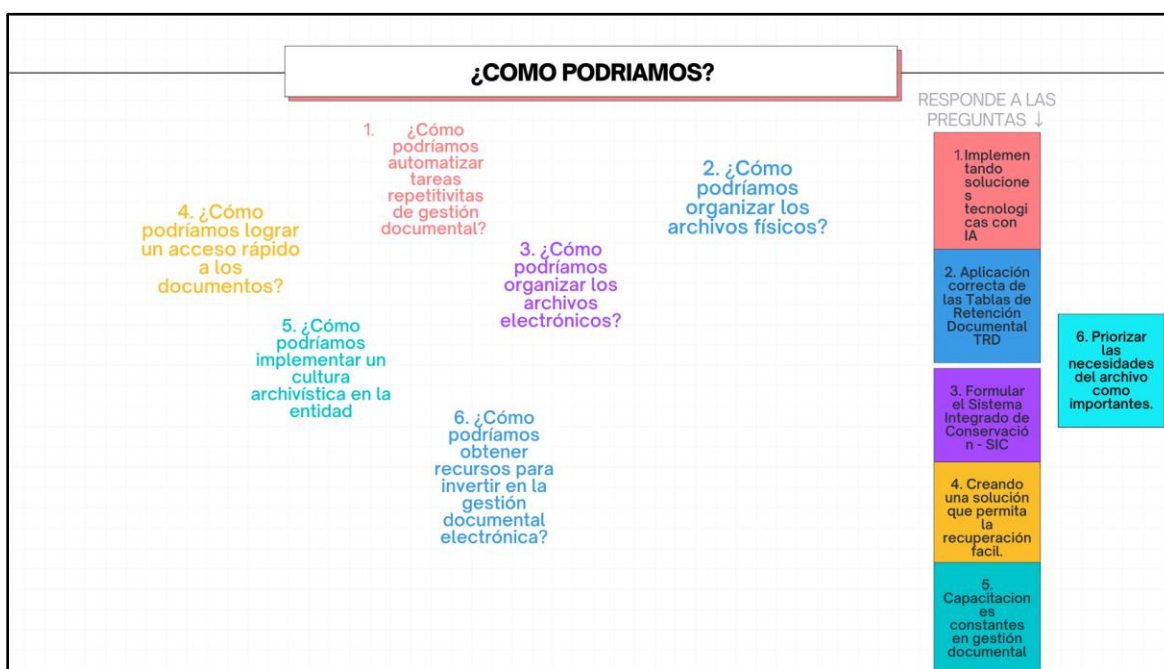 ¿COMO PODRIAMOS?
1. ¿Cómo
podríamos
automatizar
tareas
repetitivitas
de gestión
documental?
2. ¿Cómo
podríamos
organizar los
archivos físicos?
3. ¿Cómo
podríamos
organizar los
archivos
electrónicos?
4. ¿Cómo
podríamos lograr
un acceso rápido
a los
documentos?
5. ¿Cómo
podríamos
implementar un
cultura
archivística en la
entidad
6. ¿Cómo
podríamos
obtener
recursos para
invertir en la
gestión
documental
electrónica?
RESPONDE A LAS
PREGUNTAS ↓
1.Implemen
tando
solucione
s
tecnologi
cas con
IA
2. Aplicación
correcta de
las Tablas de
Retención
Documental
TRD
3. Formular
el Sistema
Integrado de
Conservació
n - SIC
4. Creando
una solución
que permita
la
recuperación
facil.
5.
Capacitacion
es
constantes
en gestión
documental
6. Priorizar
las
necesidades
del archivo
como
importantes.